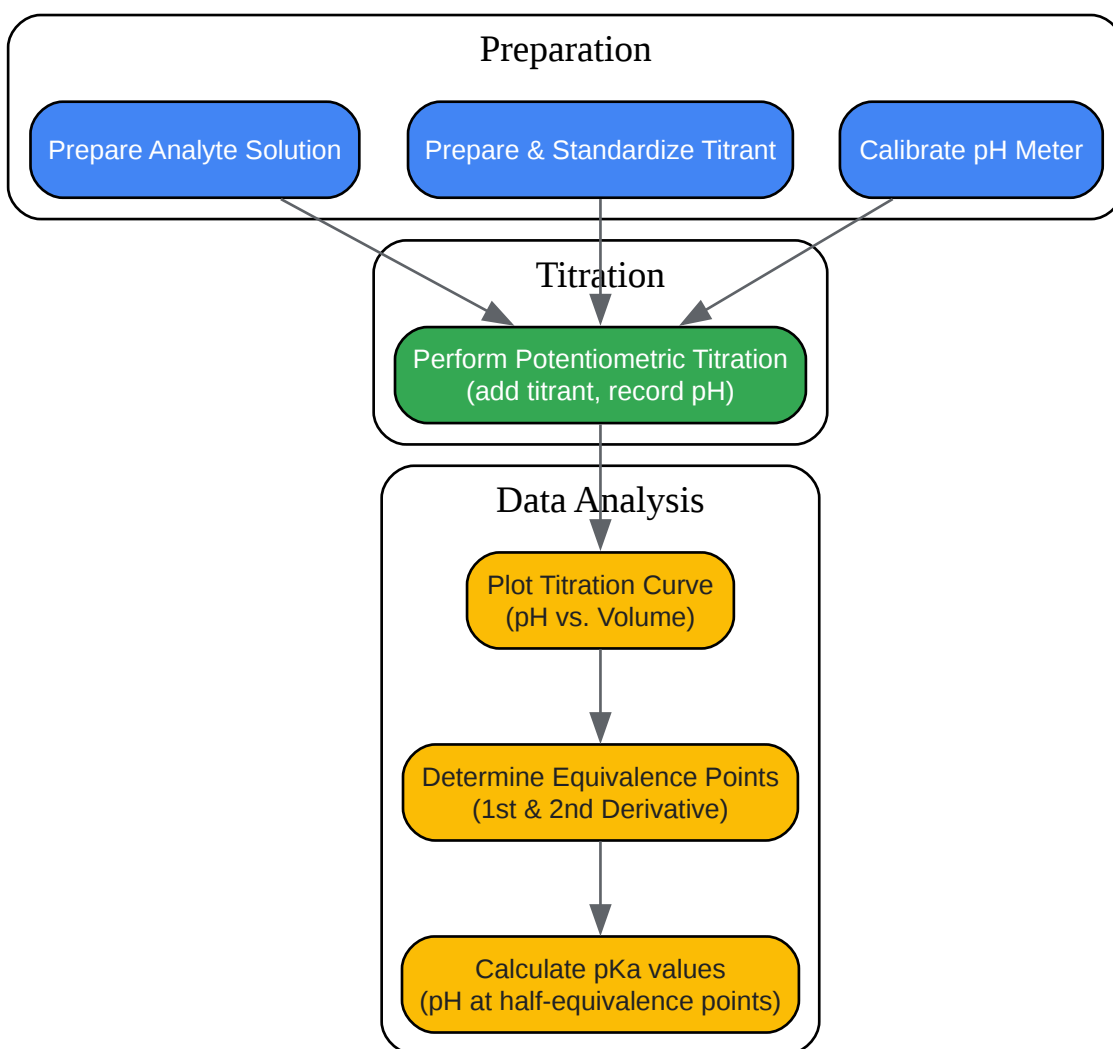 Preparation
Prepare Analyte Solution
Prepare & Standardize Titrant
Calibrate pH Meter
Titration
Perform Potentiometric Titration
(add titrant, record pH)
Data Analysis
Plot Titration Curve
(pH vs. Volume)
Determine Equivalence Points
(1st & 2nd Derivative)
Calculate pKa values
(pH at half-equivalence points)